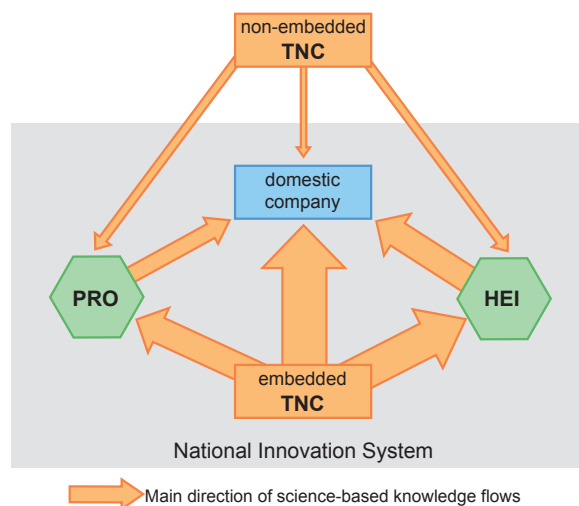 non-embedded
TNC
domestic
company
PRO
HEI
embedded
TNC
National Innovation System
Main direction of science-based knowledge flows